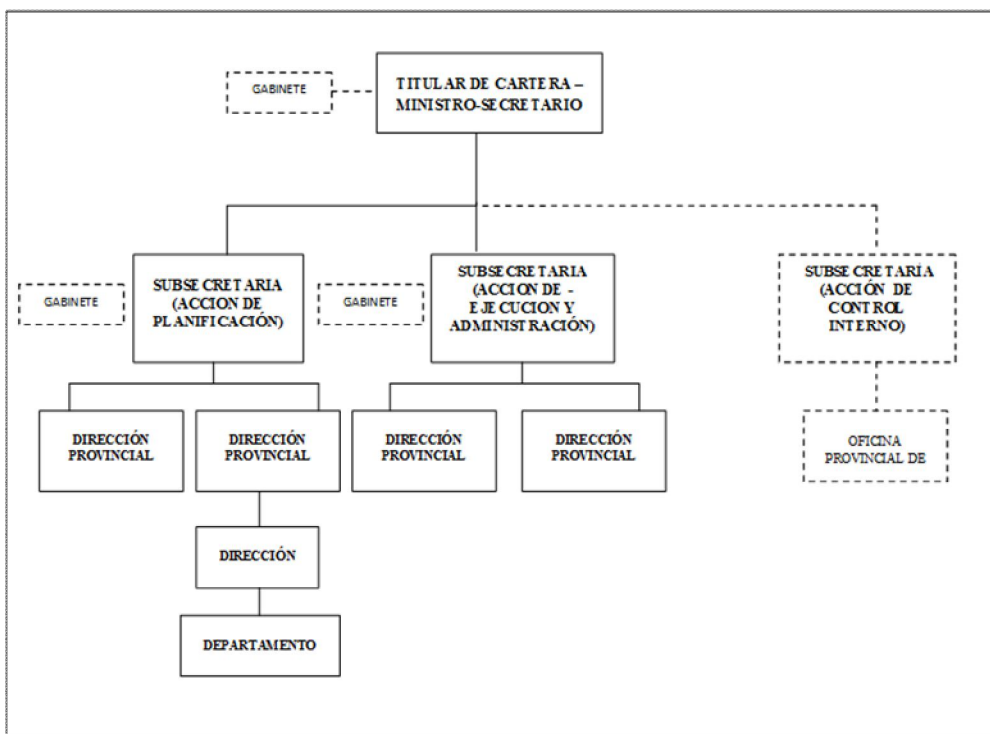 GABINETE
TITULAR DE CARTERA –
MINISTRO-SECRETARIO
GABINETE
SUBSECRETARIA
(ACCION DE
PLANIFICACIÓN)
GABINETE
SUBSECRETARIA
(ACCION DE -
EJECUCION Y
ADMINISTRACIÓN)
SUBSECRETARÍA
(ACCIÓN DE
CONTROL
INTERNO)
DIRECCIÓN
PROVINCIAL
DIRECCIÓN
PROVINCIAL
DIRECCIÓN
PROVINCIAL
DIRECCIÓN
PROVINCIAL
OFICINA
PROVINCIAL DE
DIRECCIÓN
DEPARTAMENTO